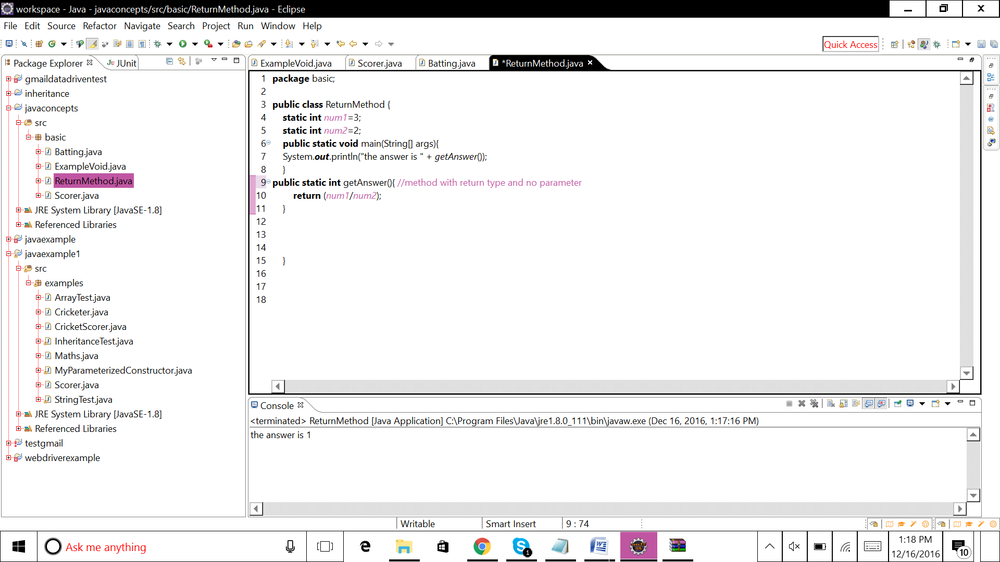 workspace - Java - javaconcepts/src/basic/ReturnMethod.java - Eclipse
File Edit Source Refactor Navigate Search Project Run Window Help
Quick Access
Package Explorer JUnit
gmaildatadriventest
inheritance
javaconcepts
src
basic
Batting.java
ExampleVoid.java
ReturnMethod.java
Scorer.java
JRE System Library [JavaSE-1.8]
Referenced Libraries
javaexample
javaexample1
src
examples
ArrayTest.java
Cricketer.java
CricketScorer.java
InheritanceTest.java
Maths.java
MyParameterizedConstructor.java
Scorer.java
StringTest.java
JRE System Library [JavaSE-1.8]
Referenced Libraries
testgmail
webdriverexample
ExampleVoid.java Scorer.java Batting.java *ReturnMethod.java
1 package basic;
2
3 public class ReturnMethod {
4 static int num1=3;
5 static int num2=2;
6 public static void main(String[] args){
7 System.out.println("the answer is " + getAnswer());
8 }
9 public static int getAnswer(){ //method with return type and no parameter
10 return (num1/num2);
11 }
12
13
14
15 }
16
17
18
Console
<terminated> ReturnMethod [Java Application] C:\Program Files\Java\jre1.8.0_111\bin\javaw.exe (Dec 16, 2016, 1:17:16 PM)
the answer is 1
Writable Smart Insert 9 : 74
Ask me anything
1
Java EE
IDE
1:18 PM
12/16/2016
10